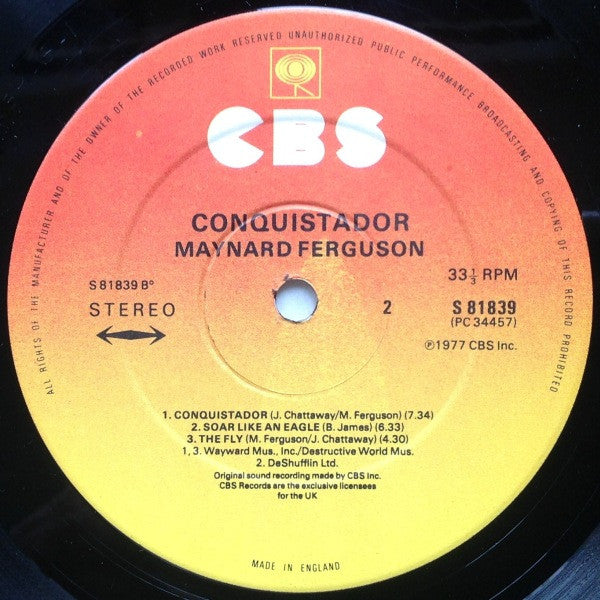 ALL RIGHTS OF THE MANUFACTURER AND OF THE OWNER OF THE RECORDED WORK RESERVED UNAUTHORIZED PUBLIC PERFORMANCE BROADCASTING AND COPYING OF THIS RECORD PROHIBITED
CBS
CONQUISTADOR
MAYNARD FERGUSON
S 81839 B°
STEREO
33 1/3 RPM
2
S 81839
(PC 34457)
℗1977 CBS Inc.
1. CONQUISTADOR (J. Chattaway/M. Ferguson) (7.34)
2. SOAR LIKE AN EAGLE (B. James) (6.33)
3. THE FLY (M. Ferguson/J. Chattaway) (4.30)
1, 3. Wayward Mus., Inc./Destructive World Mus.
2. DeShufflin Ltd.
Original sound recording made by CBS Inc.
CBS Records are the exclusive licensees
for the UK
MADE IN ENGLAND